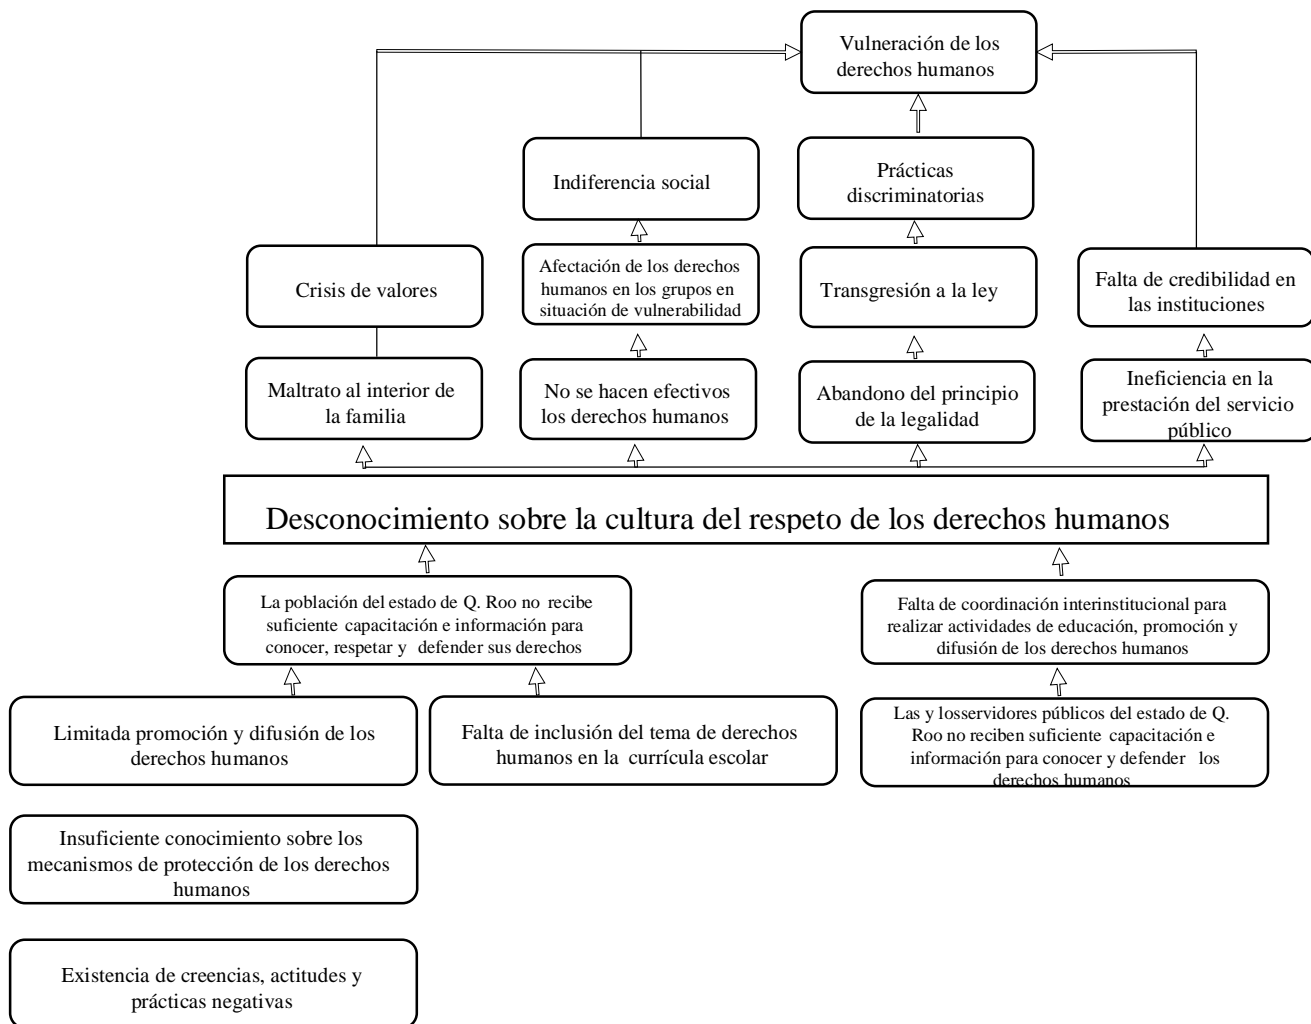 Vulneración de los
derechos humanos
Indiferencia social
Prácticas
discriminatorias
Crisis de valores
Afectación de los derechos
humanos en los grupos en
situación de vulnerabilidad
Transgresión a la ley
Falta de credibilidad en
las instituciones
Maltrato al interior de
la familia
No se hacen efectivos
los derechos humanos
Abandono del principio
de la legalidad
Ineficiencia en la
prestación del servicio
público
Desconocimiento sobre la cultura del respeto de los derechos humanos
La población del estado de Q. Roo no recibe
suficiente capacitación e información para
conocer, respetar y defender sus derechos
Falta de coordinación interinstitucional para
realizar actividades de educación, promoción y
difusión de los derechos humanos
Limitada promoción y difusión de los
derechos humanos
Falta de inclusión del tema de derechos
humanos en la currícula escolar
Las y losservidores públicos del estado de Q.
Roo no reciben suficiente capacitación e
información para conocer y defender los
derechos humanos
Insuficiente conocimiento sobre los
mecanismos de protección de los derechos
humanos
Existencia de creencias, actitudes y
prácticas negativas